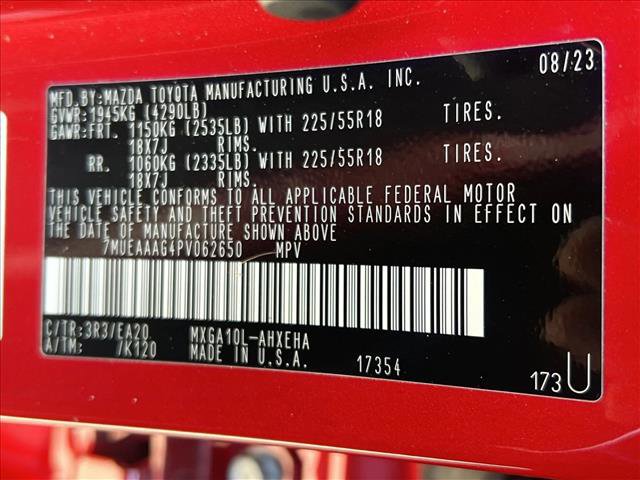 MFD.BY:MAZDA TOYOTA MANUFACTURING U.S.A. INC. 08/23
GVWR:1945KG (4290LB)
GAWR:FRT. 1150KG (2535LB) WITH 225/55R18 TIRES.
18X7J RIMS.
RR. 1060KG (2335LB) WITH 225/55R18 TIRES.
18X7J RIMS.
THIS VEHICLE CONFORMS TO ALL APPLICABLE FEDERAL MOTOR
VEHICLE SAFETY AND THEFT PREVENTION STANDARDS IN EFFECT ON
THE DATE OF MANUFACTURE SHOWN ABOVE
7MUEAAAG4PV062650 MPV
C/TR:3R3/EA20 MXGA10L-AHXEHA
A/TM: /K120 MADE IN U.S.A. 17354
173U